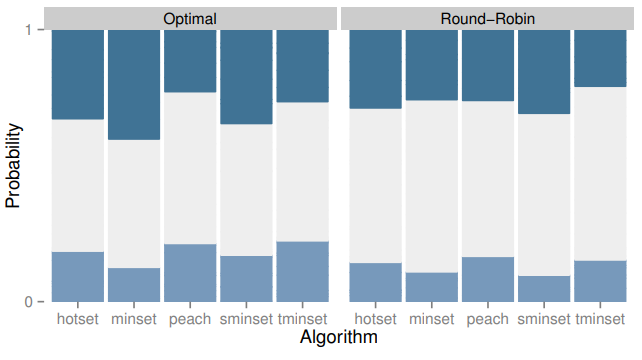 Optimal Round−Robin
1
Probability
0
hotset minset peach sminset tminset hotset minset peach sminset tminset
Algorithm